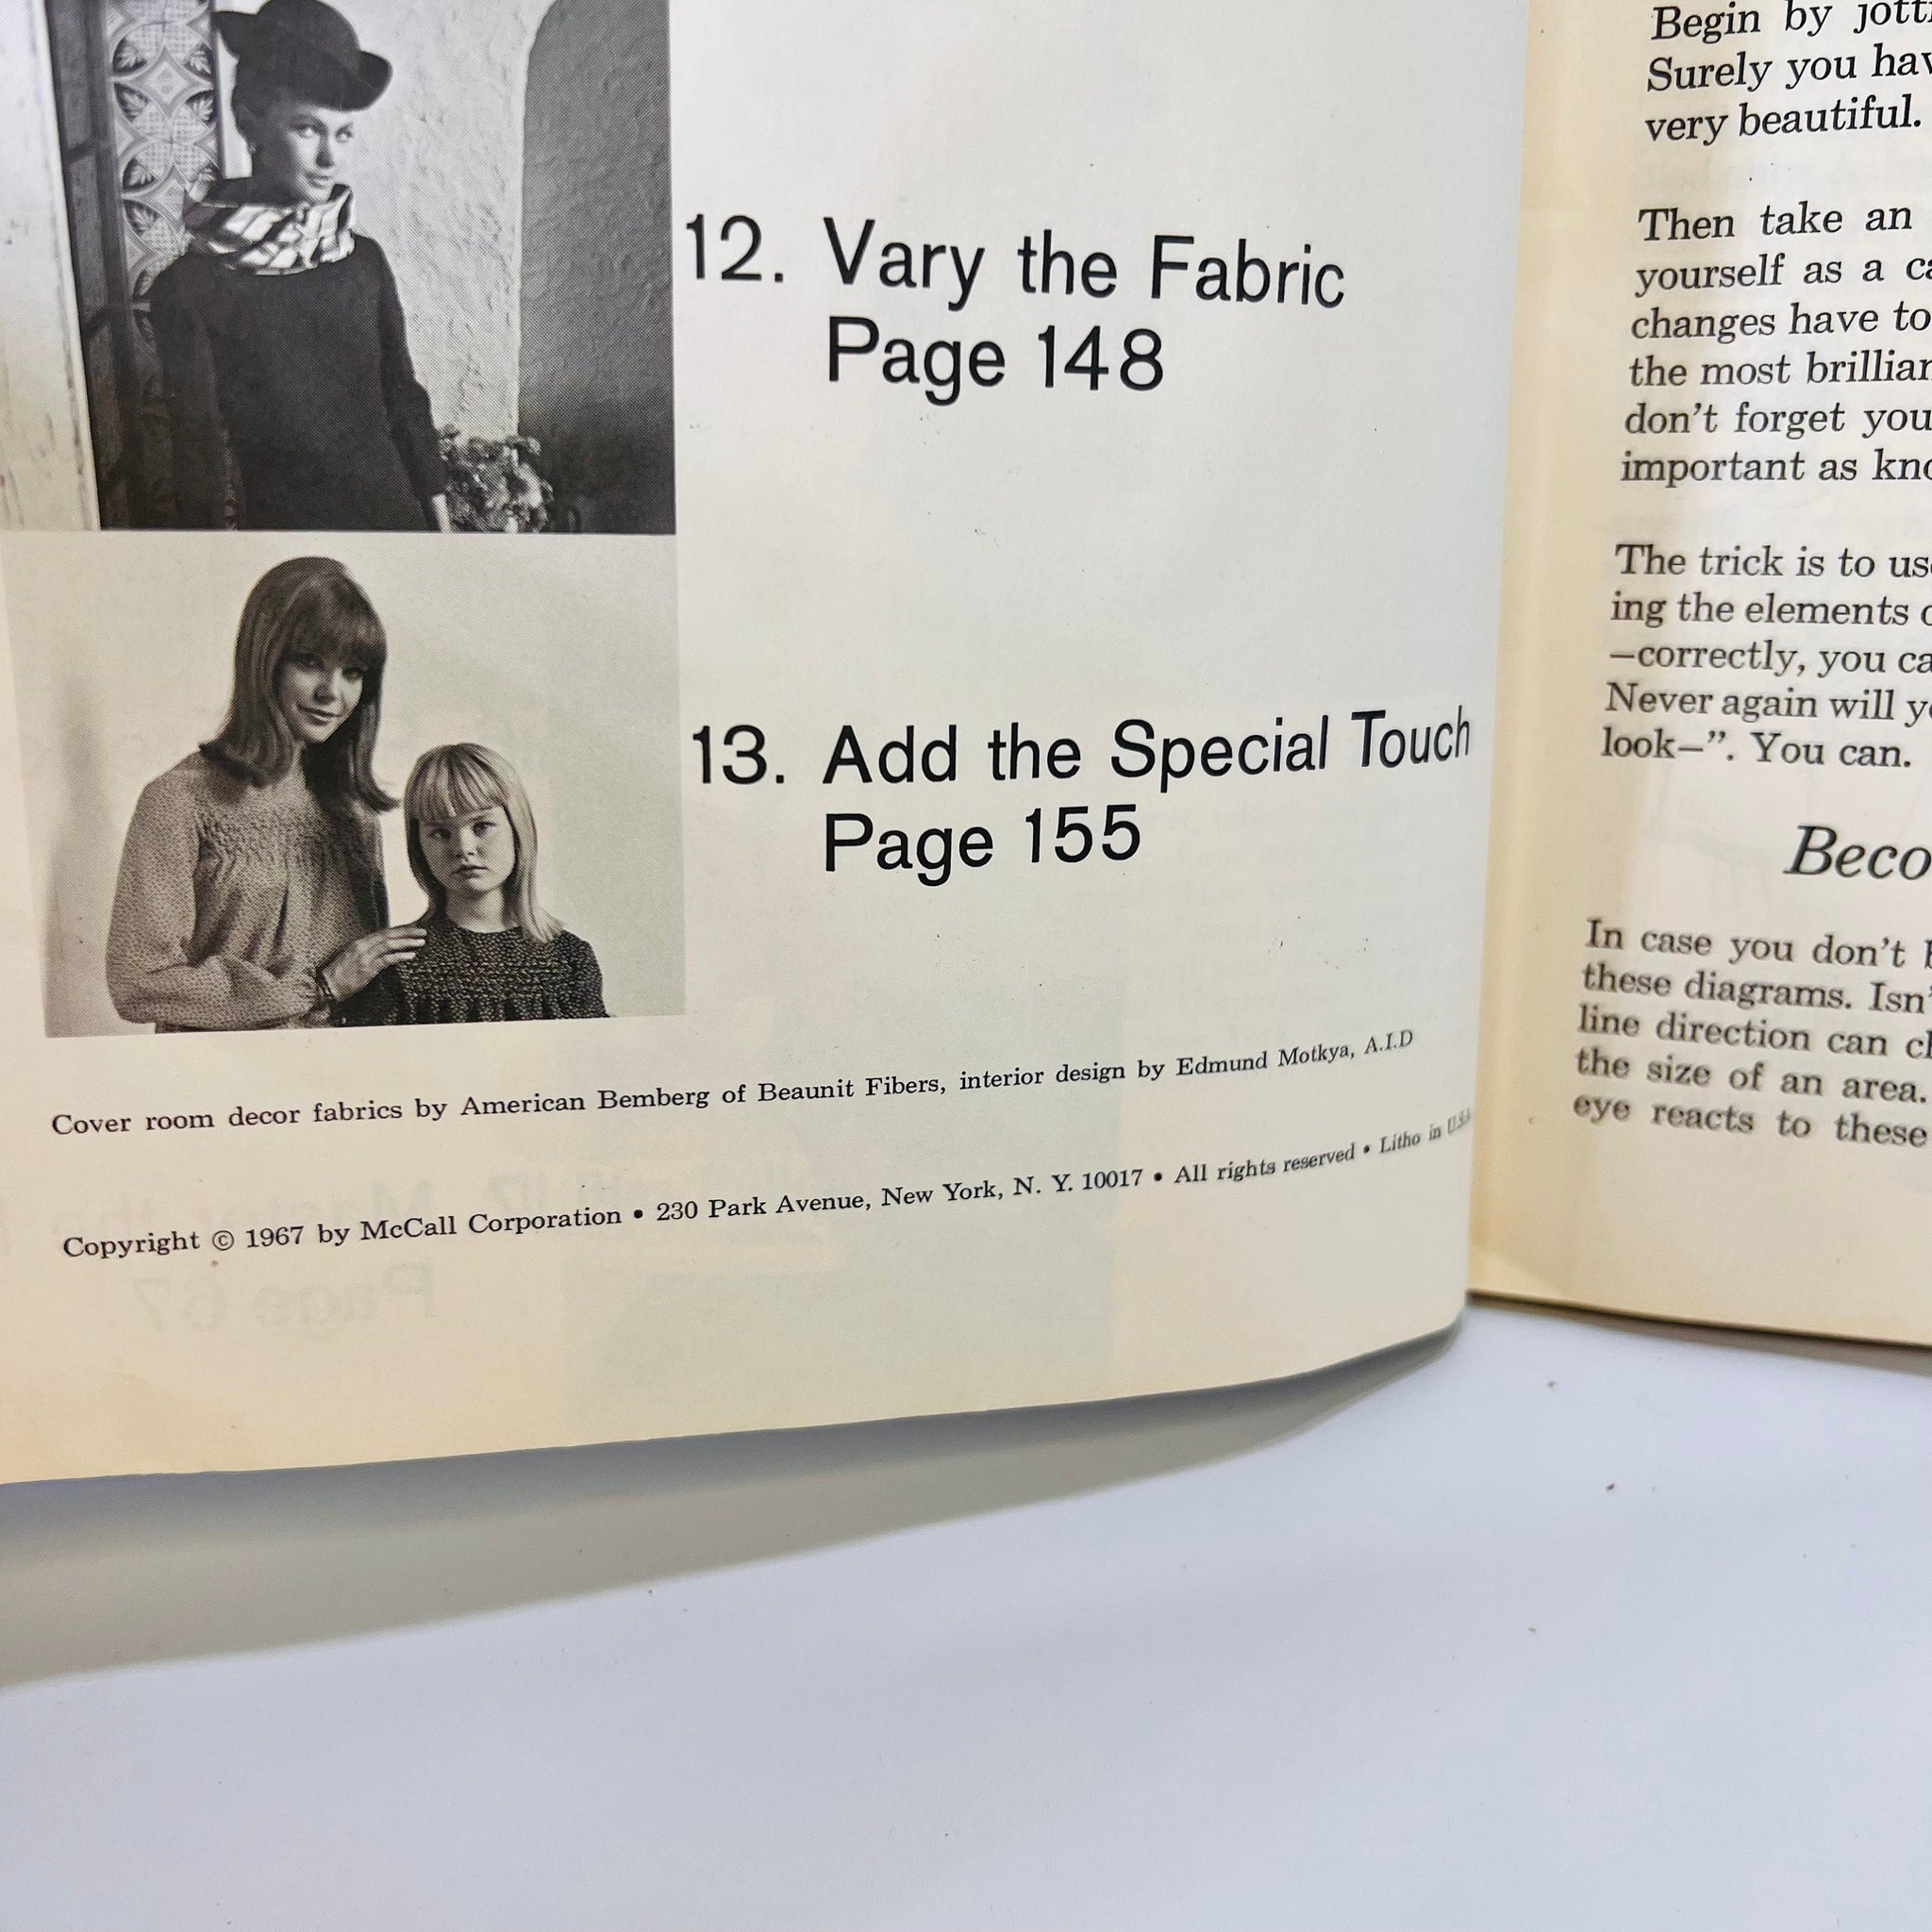 12. Vary the Fabric
Page 148
13. Add the Special Touch
Page 155
Cover room decor fabrics by American Bemberg of Beaunit Fibers, interior design by Edmund Motkya, A.I.D
Copyright © 1967 by McCall Corporation • 230 Park Avenue, New York, N. Y. 10017 • All rights reserved • Litho in U.S.A.
Page 67
Begin by
Surely you
very beautiful.
Then take an
yourself as a
changes have to
the most
don't forget
important as
The trick is to
ing the elements
—correctly, you
Never again will
look—”. You can.
In case you don't
these diagrams.
line direction can
the size of an area.
eye reacts to these